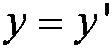 y = y'